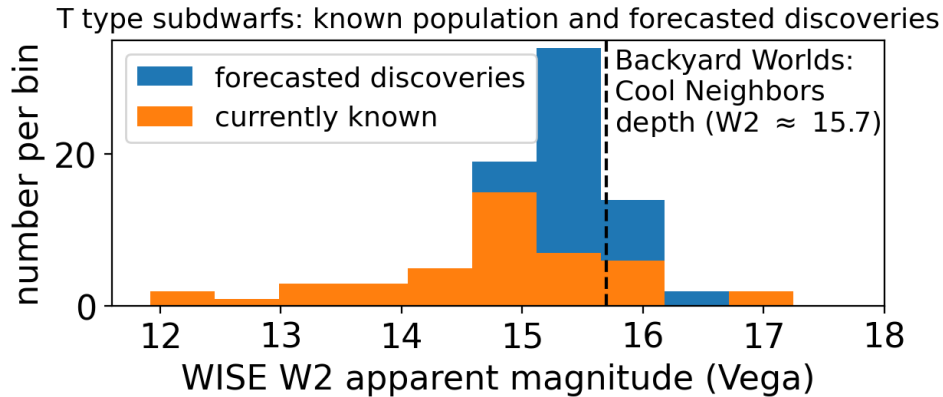 T type subdwarfs: known population and forecasted discoveries
number per bin
20
0
forecasted discoveries
currently known
Backyard Worlds:
Cool Neighbors
depth (W2 ≈ 15.7)
12 13 14 15 16 17 18
WISE W2 apparent magnitude (Vega)